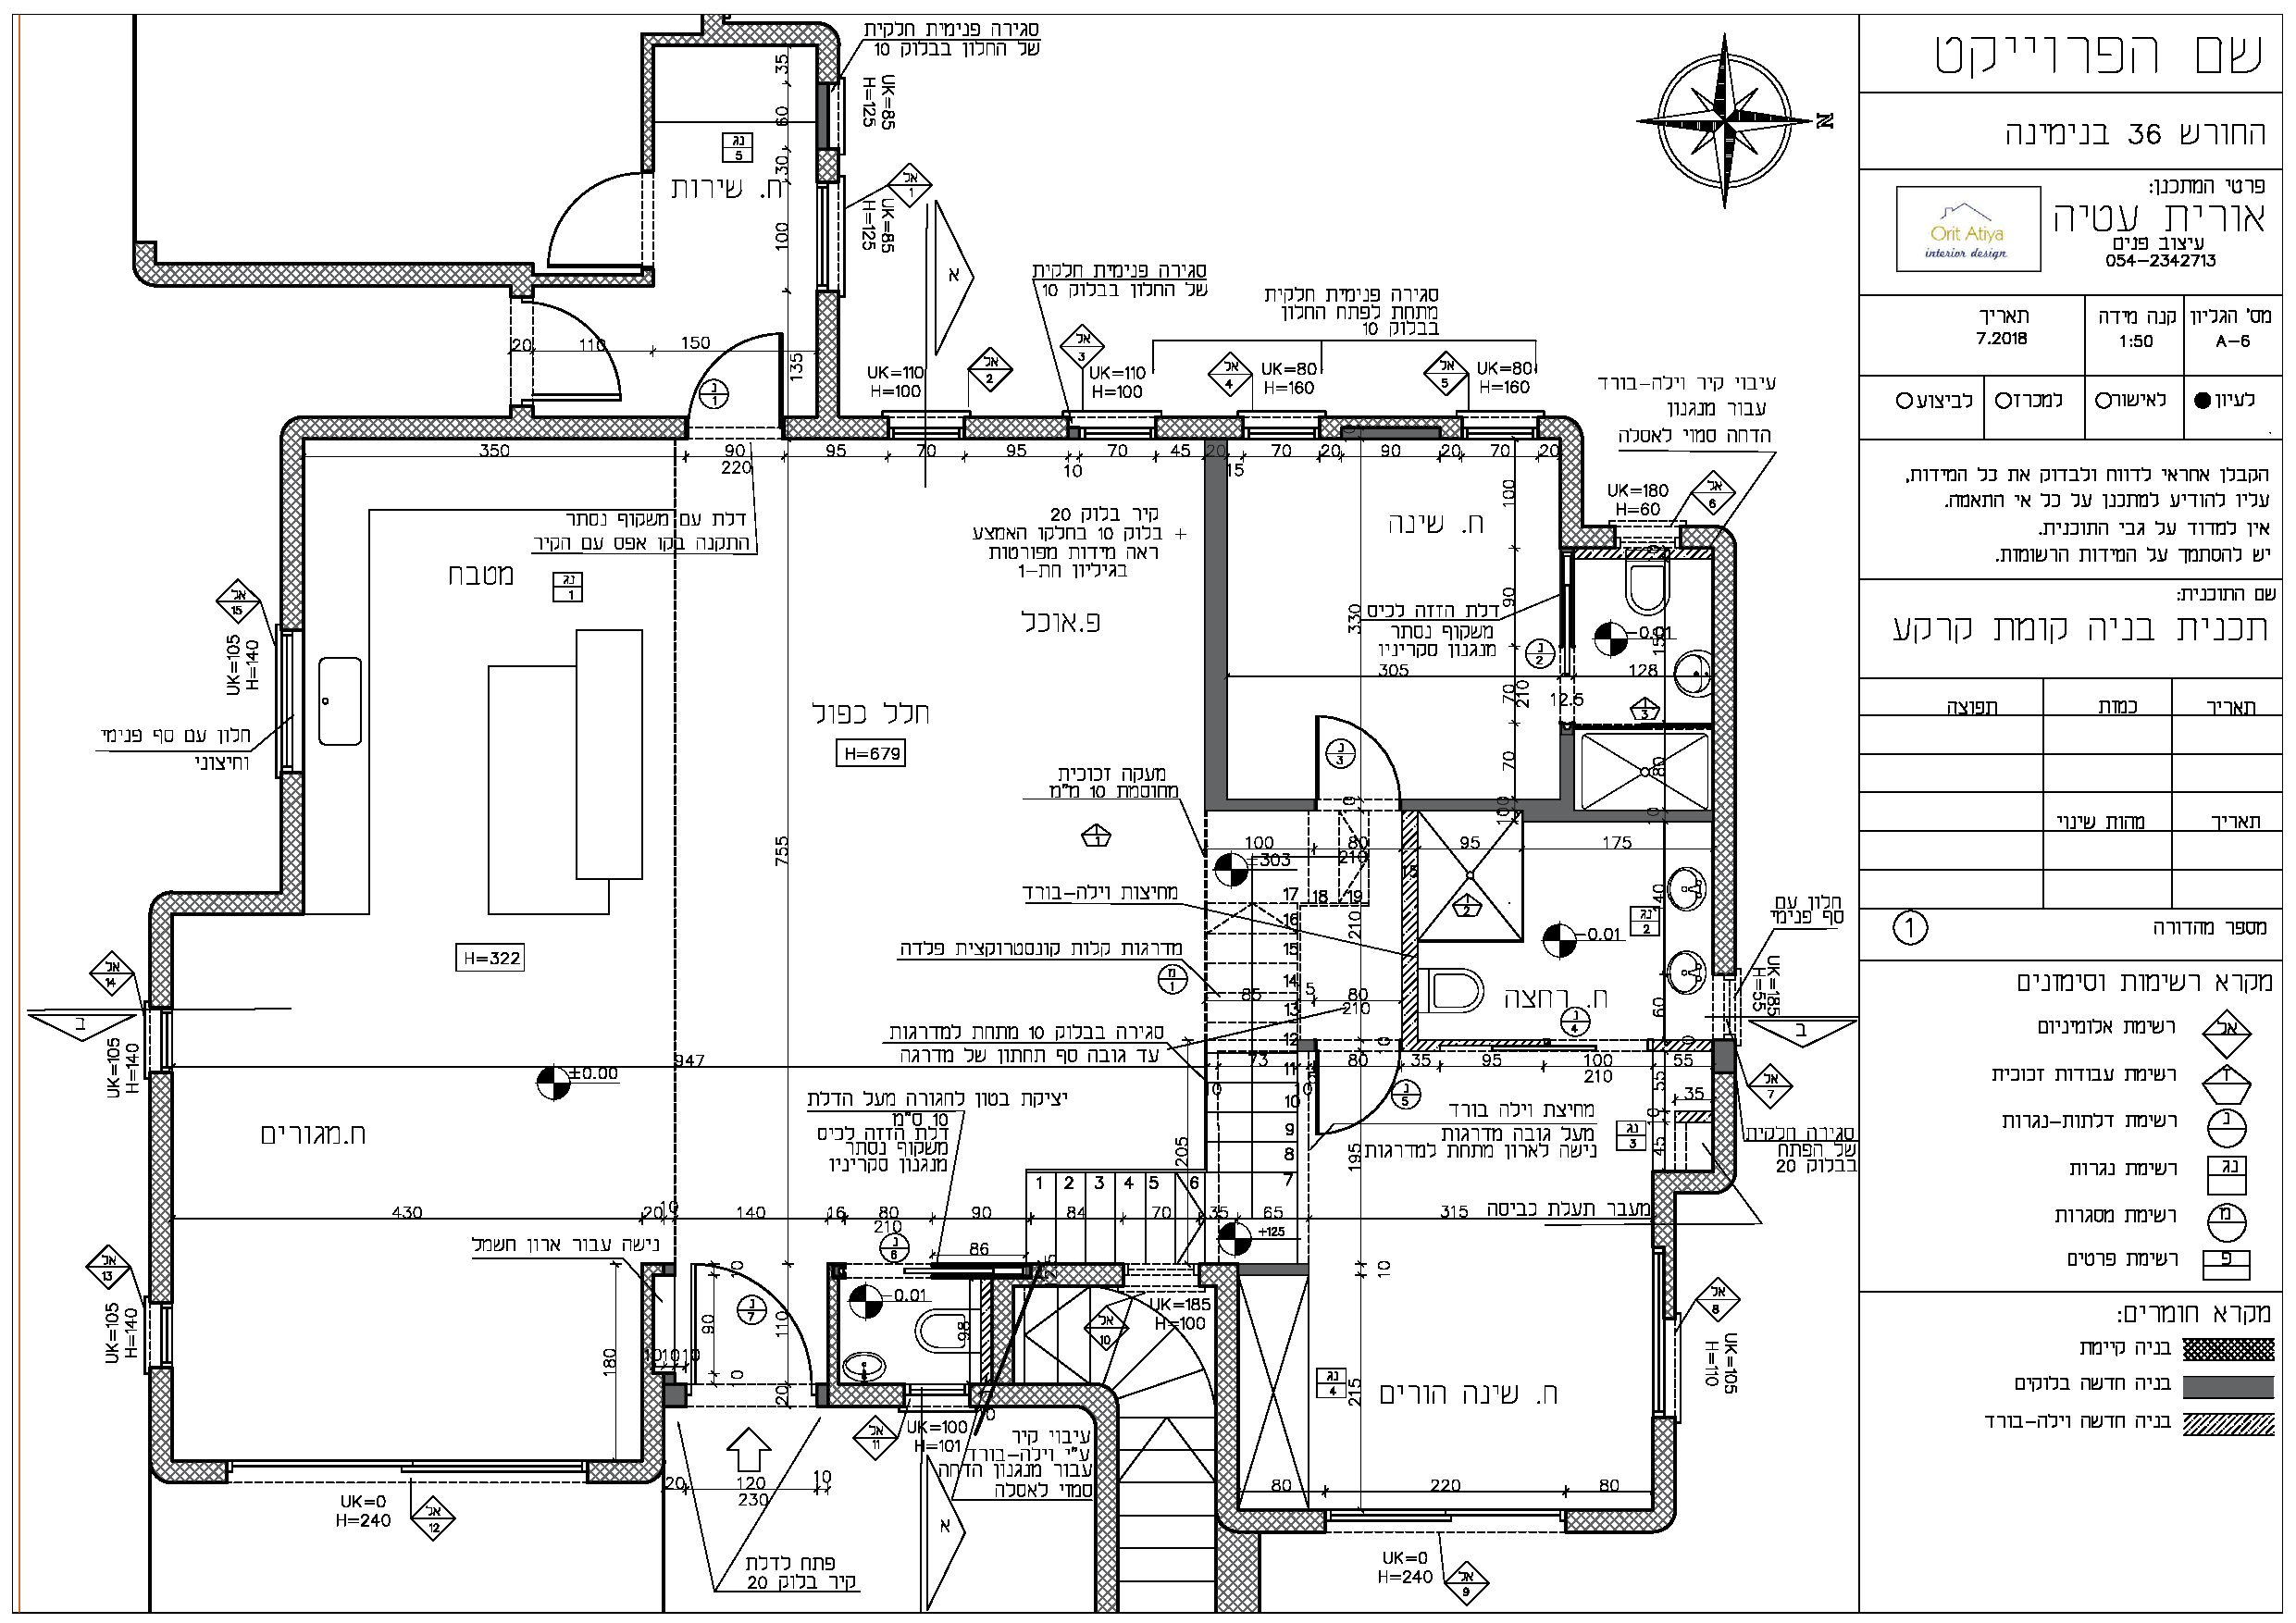 שם הפרוייקט
החורש 36 בנימינה
פרטי המתכנן:
אורית עטיה
עיצוב פנים
054-2342713
Orit Atiya
interior design
מס' הגליון
A-6
קנה מידה
1:50
תאריך
7.2018
לעיון
לאישור
למכרז
לביצוע
הקבלן אחראי לדווח ולבדוק את כל המידות,
עליו להודיע למתכנן על כל אי התאמה.
אין למדוד על גבי התוכנית.
יש להסתמך על המידות הרשומות.
שם התוכנית:
תכנית בניה קומת קרקע
תאריך
כמות
תפוצה
תאריך
מהות שינוי
מספר מהדורה
1
מקרא רשימות וסימונים
רשימת אלומיניום
אל
רשימת עבודות זכוכית
ז
רשימת דלתות-נגרות
נ
רשימת נגרות
נג
רשימת מסגרות
מ
רשימת פרטים
פ
מקרא חומרים:
בניה קיימת
בניה חדשה בלוקים
בניה חדשה וילה-בורד
N
סגירה פנימית חלקית
של החלון בבלוק 10
UK=85
H=125
UK=85
H=125
35
60
30
100
135
נג
5
ח. שירות
אל
1
א
סגירה פנימית חלקית
של החלון בבלוק 10
סגירה פנימית חלקית
מתחת לפתח החלון
בבלוק 10
עיבוי קיר וילה-בורד
עבור מנגנון
הדחה סמוי לאסלה
20
110
150
נ
1
UK=110
H=100
אל
2
אל
3
UK=110
H=100
אל
4
UK=80
H=160
אל
5
UK=80
H=160
UK=180
H=60
אל
6
350
90
220
95
70
95
10
70
45
20
15
70
20
90
20
70
20
דלת עם משקוף נסתר
התקנה בקו אפס עם הקיר
קיר בלוק 20
+ בלוק 10 בחלקו האמצע
ראה מידות מפורטות
בגיליון חת-1
ח. שינה
100
90
330
דלת הזזה לכיס
משקוף נסתר
מנגנון סקריניו
נ
2
-0.01
305
128
12.5
70
210
70
מטבח
נג
1
פ.אוכל
אל
15
UK=105
H=140
חלון עם סף פנימי
וחיצוני
חלל כפול
H=679
755
מעקה זכוכית
מחוסמת 10 מ"מ
ז
1
נ
3
ז
3
80
100
80
210
95
175
+303
מחיצות וילה-בורד
17
18
19
16
15
14
13
12
11
10
9
8
7
210
ז
2
נג
2
140
-0.01
חלון עם
סף פנימי
מדרגות קלות קונסטרוקצית פלדה
מ
1
85
5
80
210
ח. רחצה
נ
4
60
UK=185
H=55
ב
H=322
אל
14
ב
UK=105
H=140
סגירה בבלוק 10 מתחת למדרגות
עד גובה סף תחתון של מדרגה
947
±0.00
73
80
35
95
100
210
55
אל
7
נ
5
55
35
10
45
יציקת בטון לחגורה מעל הדלת
10 ס"מ
דלת הזזה לכיס
משקוף נסתר
מנגנון סקריניו
מחיצת וילה בורד
מעל גובה מדרגות
נישה לארון מתחת למדרגות
נג
3
סגירה חלקית
של הפתח
בבלוק 20
ח.מגורים
205
195
1
2
3
4
5
6
מעבר תעלת כביסה
430
20
140
16
80
210
90
84
70
35
65
315
+125
נישה עבור ארון חשמל
נ
6
86
אל
13
UK=105
H=140
180
10
90
110
10
20
נ
7
-0.01
98
UK=185
H=100
אל
10
10
נג
4
215
ח. שינה הורים
אל
8
UK=105
H=110
אל
11
UK=100
H=101
עיבוי קיר
ע"י וילה-בורד
עבור מנגנון הדחה
סמוי לאסלה
20
120
10
230
א
80
220
80
UK=0
H=240
אל
12
פתח לדלת
קיר בלוק 20
UK=0
H=240
אל
9